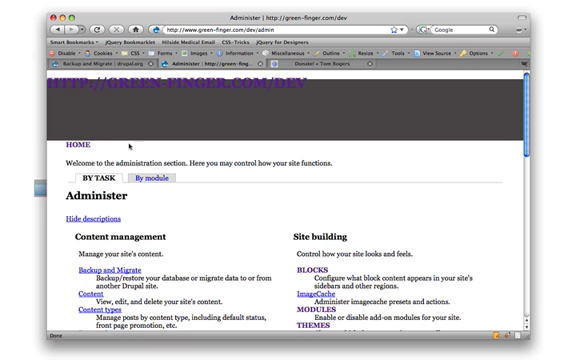 Administer | http://green-finger.com/dev
http://www.green-finger.com/dev/admin
Google
Smart Bookmarks
jQuery Bookmarklet
Hillside Medical Email
CSS-Tricks
jQuery for Designers
Disable
Cookies
CSS
Forms
Images
Information
Miscellaneous
Outline
Resize
Tools
View Source
Options
Backup and Migrate | drupal.org
Administer | http://green-fing...
Donate! « Tom Rogers
HTTP://GREEN-FINGER.COM/DEV
HOME
Welcome to the administration section. Here you may control how your site functions.
BY TASK
By module
Administer
Hide descriptions
Content management
Manage your site's content.
Backup and Migrate
Backup/restore your database or migrate data to or from
another Drupal site.
Content
View, edit, and delete your site's content.
Content types
Manage posts by content type, including default status,
front page promotion, etc.
Site building
Control how your site looks and feels.
BLOCKS
Configure what block content appears in your site's
sidebars and other regions.
ImageCache
Administer imagecache presets and actions.
MODULES
Enable or disable add-on modules for your site.
THEMES
Done